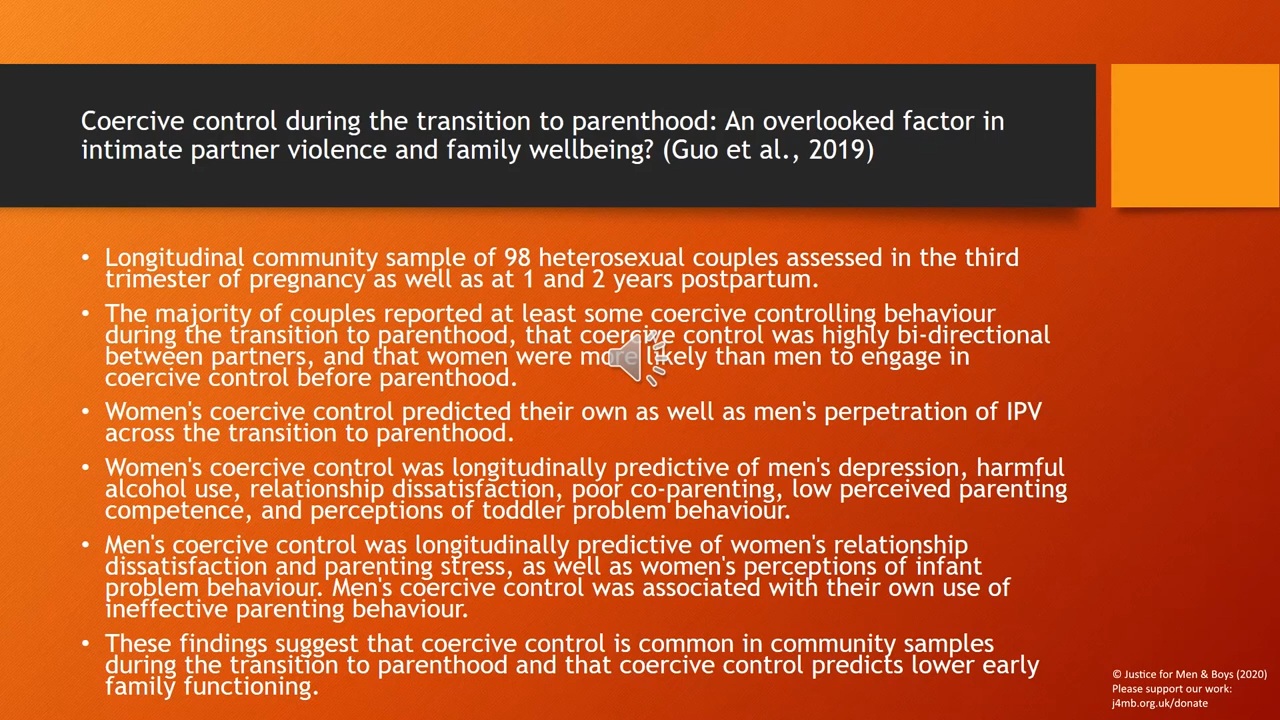 Coercive control during the transition to parenthood: An overlooked factor in
intimate partner violence and family wellbeing? (Guo et al., 2019)
• Longitudinal community sample of 98 heterosexual couples assessed in the third
trimester of pregnancy as well as at 1 and 2 years postpartum.
• The majority of couples reported at least some coercive controlling behaviour
during the transition to parenthood, that coercive control was highly bi-directional
between partners, and that women were more likely than men to engage in
coercive control before parenthood.
• Women's coercive control predicted their own as well as men's perpetration of IPV
across the transition to parenthood.
• Women's coercive control was longitudinally predictive of men's depression, harmful
alcohol use, relationship dissatisfaction, poor co-parenting, low perceived parenting
competence, and perceptions of toddler problem behaviour.
• Men's coercive control was longitudinally predictive of women's relationship
dissatisfaction and parenting stress, as well as women's perceptions of infant
problem behaviour. Men's coercive control was associated with their own use of
ineffective parenting behaviour.
• These findings suggest that coercive control is common in community samples
during the transition to parenthood and that coercive control predicts lower early
family functioning.
© Justice for Men & Boys (2020)
Please support our work:
j4mb.org.uk/donate